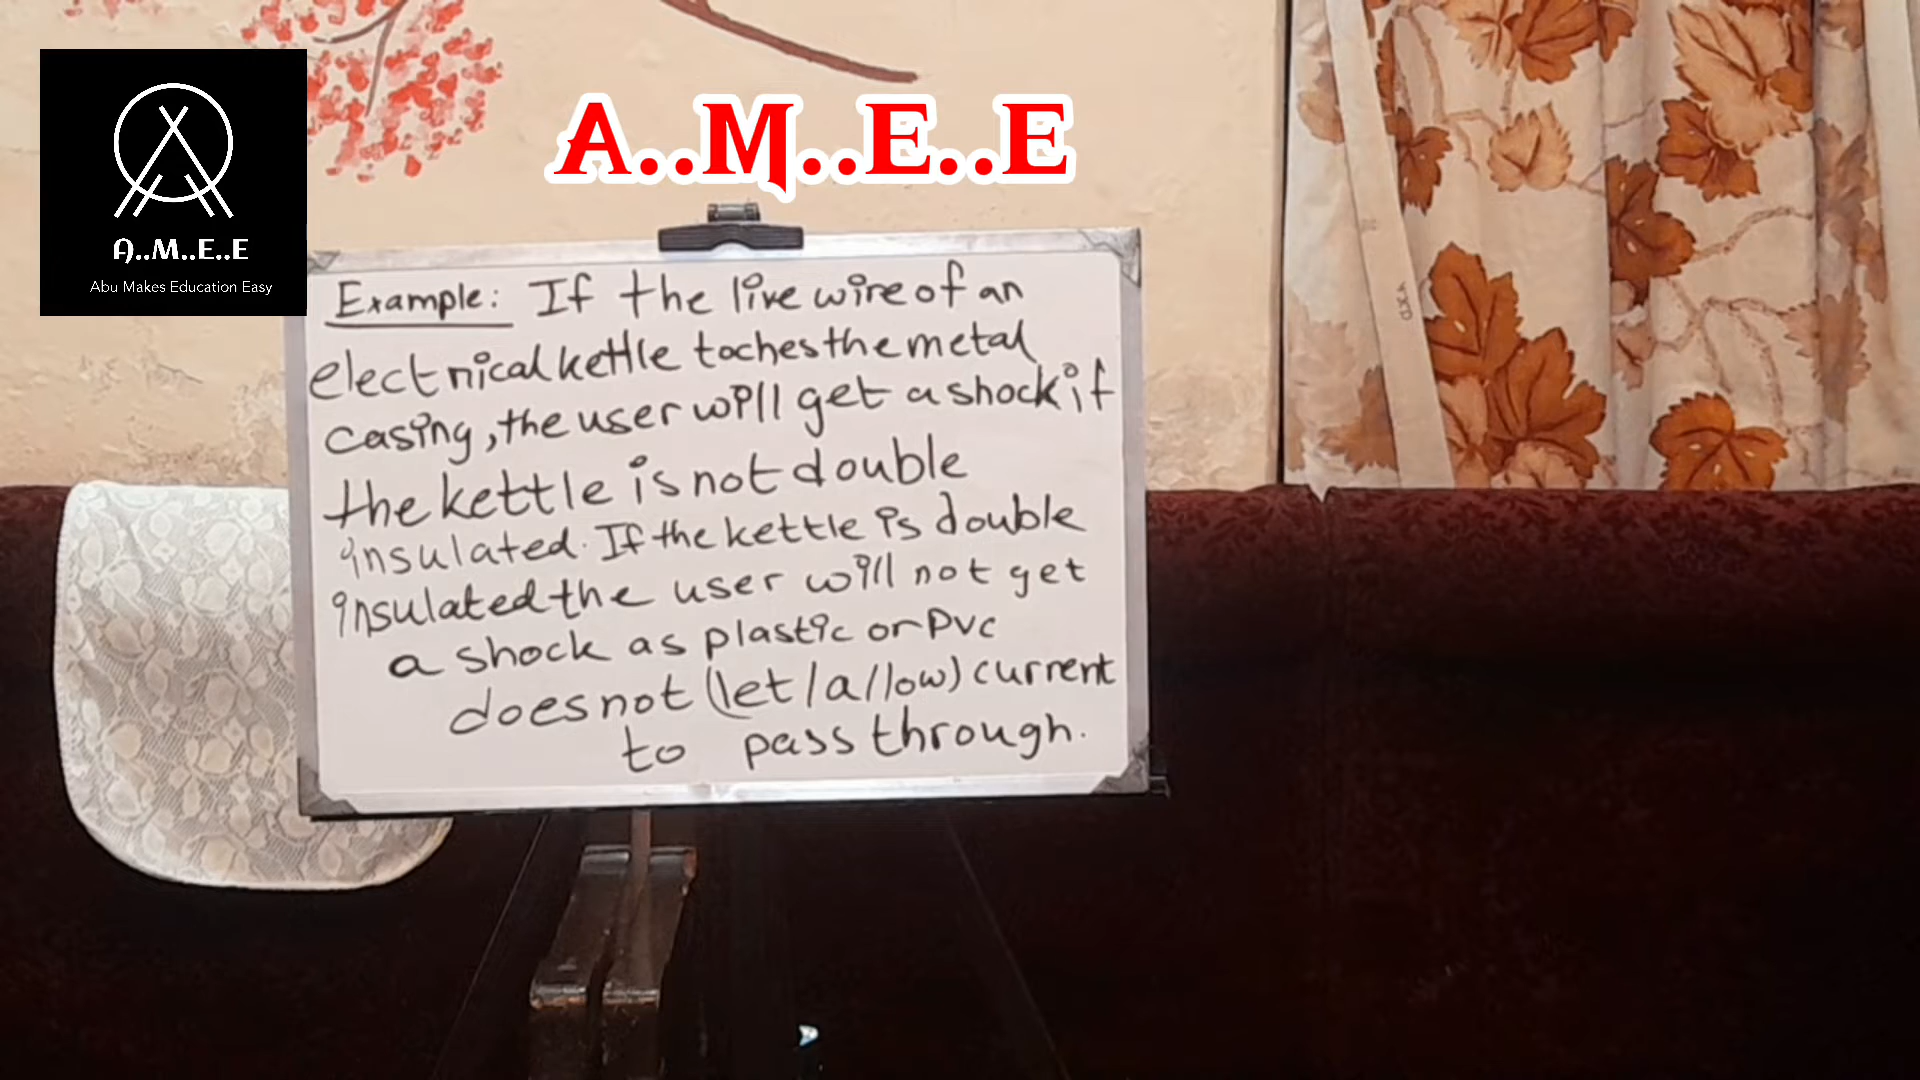 A..M..E..E
A..M..E..E
Abu Makes Education Easy
Example: If the live wire of an
electrical kettle toches the metal
casing, the user will get a shock if
the kettle is not double
insulated. If the kettle is double
insulated the user will not get
a shock as plastic or PVC
does not (let/allow) current
to pass through.